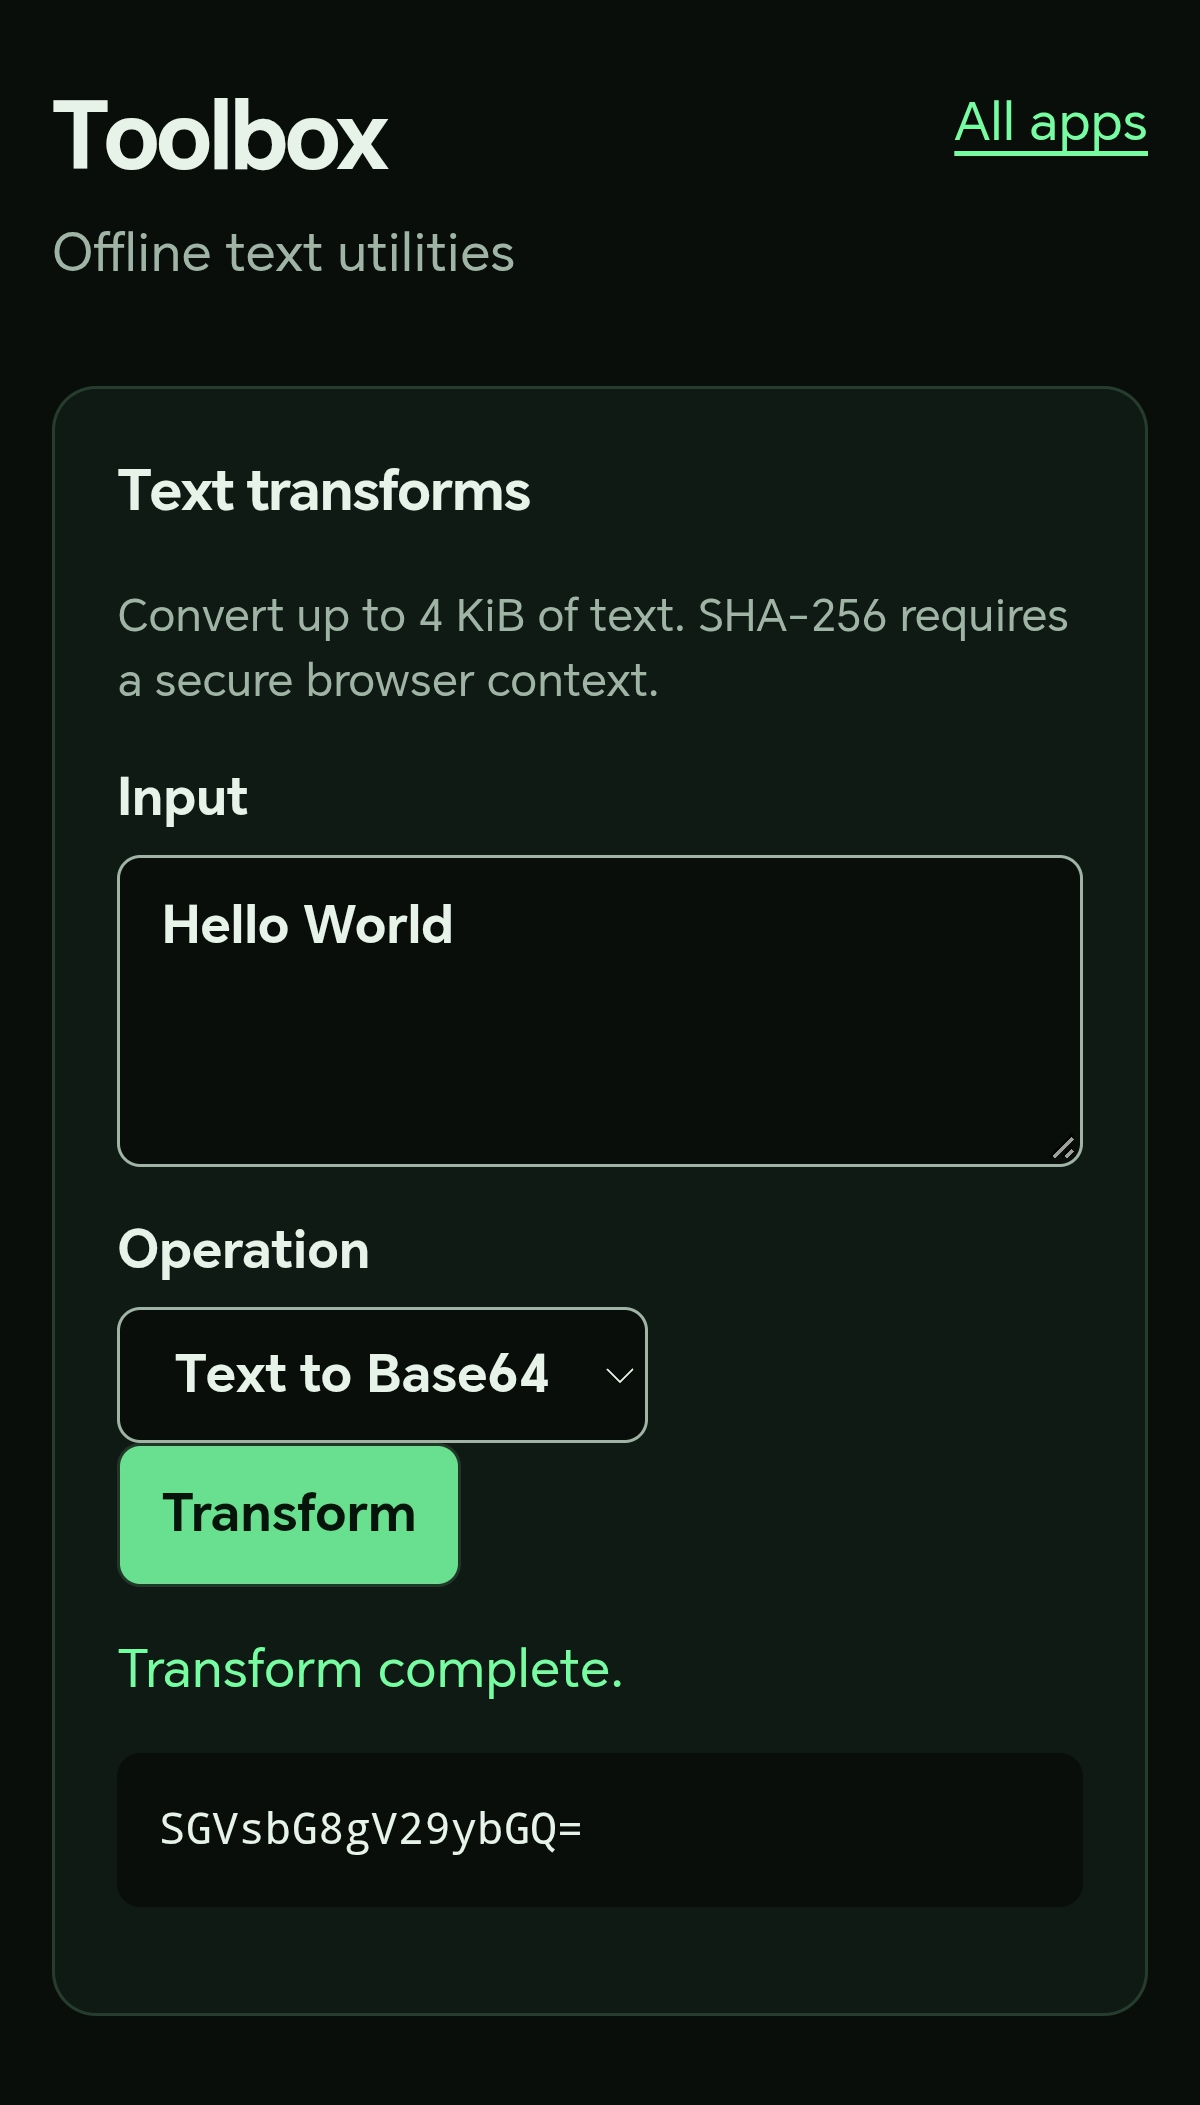 Toolbox
All apps
Offline text utilities
Text transforms
Convert up to 4 KiB of text. SHA-256 requires
a secure browser context.
Input
Hello World
Operation
Text to Base64
Transform
Transform complete.
SGVsbG8gV29ybGQ=